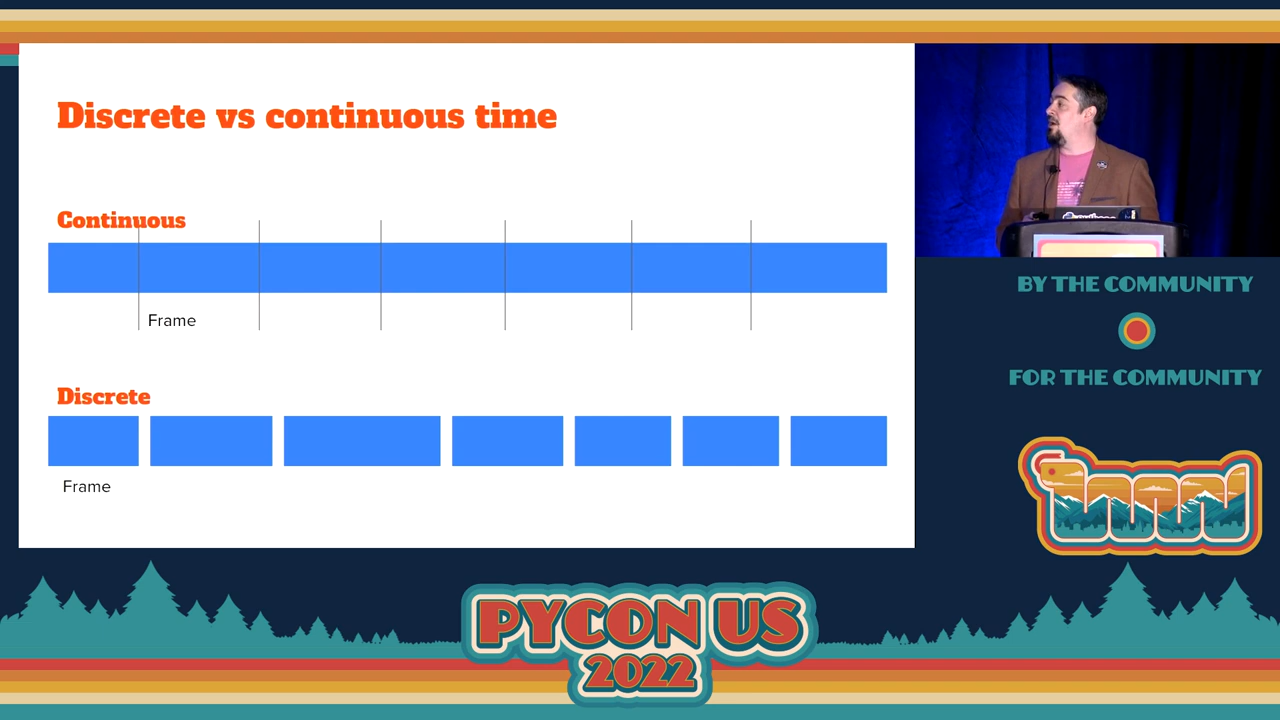 Discrete vs continuous time
Continuous
Frame
Discrete
Frame
BY THE COMMUNITY
FOR THE COMMUNITY
PYCON US
2022